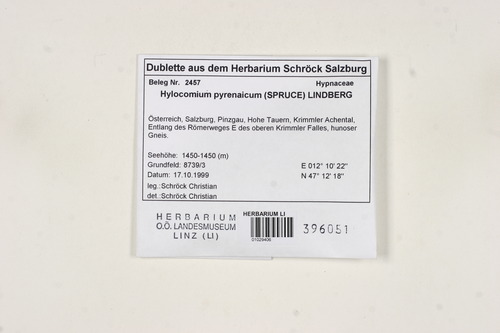 Dublette aus dem Herbarium Schröck Salzburg
Beleg Nr. 2457 Hypnaceae
Hylocomium pyrenaicum (SPRUCE) LINDBERG
Österreich, Salzburg, Pinzgau, Hohe Tauern, Krimmler Achental,
Entlang des Römerweges E des oberen Krimmler Falles, hunoser
Gneis.
Seehöhe: 1450-1450 (m)
Grundfeld: 8739/3 E 012° 10' 22"
Datum: 17.10.1999 N 47° 12' 18"
leg.:Schröck Christian
det.:Schröck Christian
HERBARIUM
O.Ö. LANDESMUSEUM
LINZ (LI)
HERBARIUM LI
01029436
396051